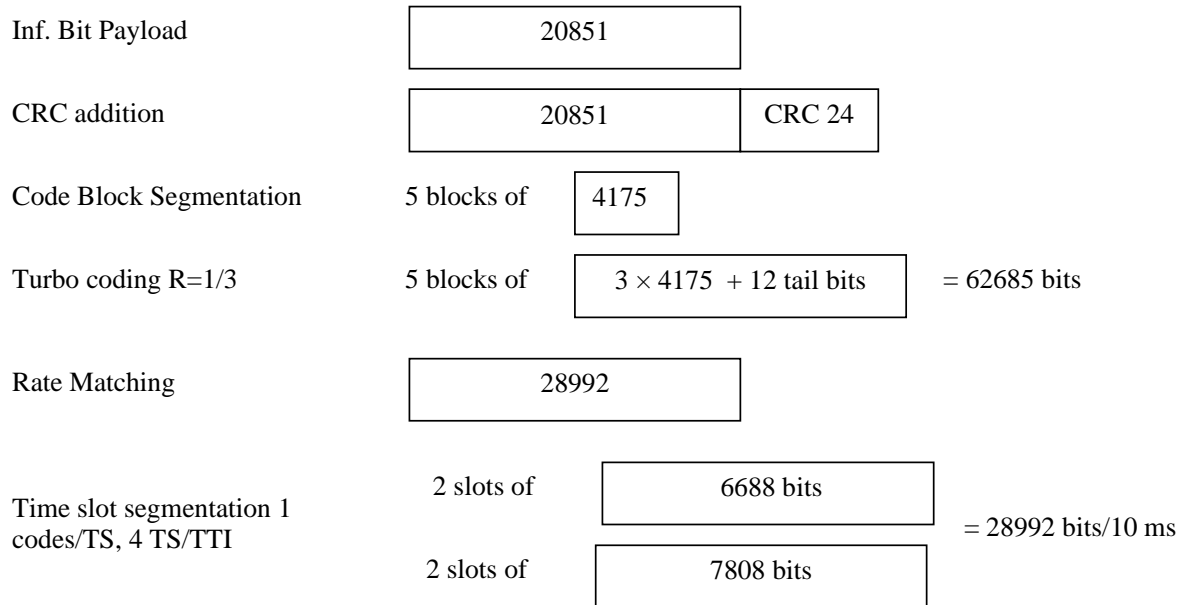 Inf. Bit Payload 20851
CRC addition 20851 CRC 24
Code Block Segmentation 5 blocks of 4175
Turbo coding R=1/3 5 blocks of 3 × 4175 + 12 tail bits = 62685 bits
Rate Matching 28992
2 slots of 6688 bits
Time slot segmentation 1
codes/TS, 4 TS/TTI = 28992 bits/10 ms
2 slots of 7808 bits